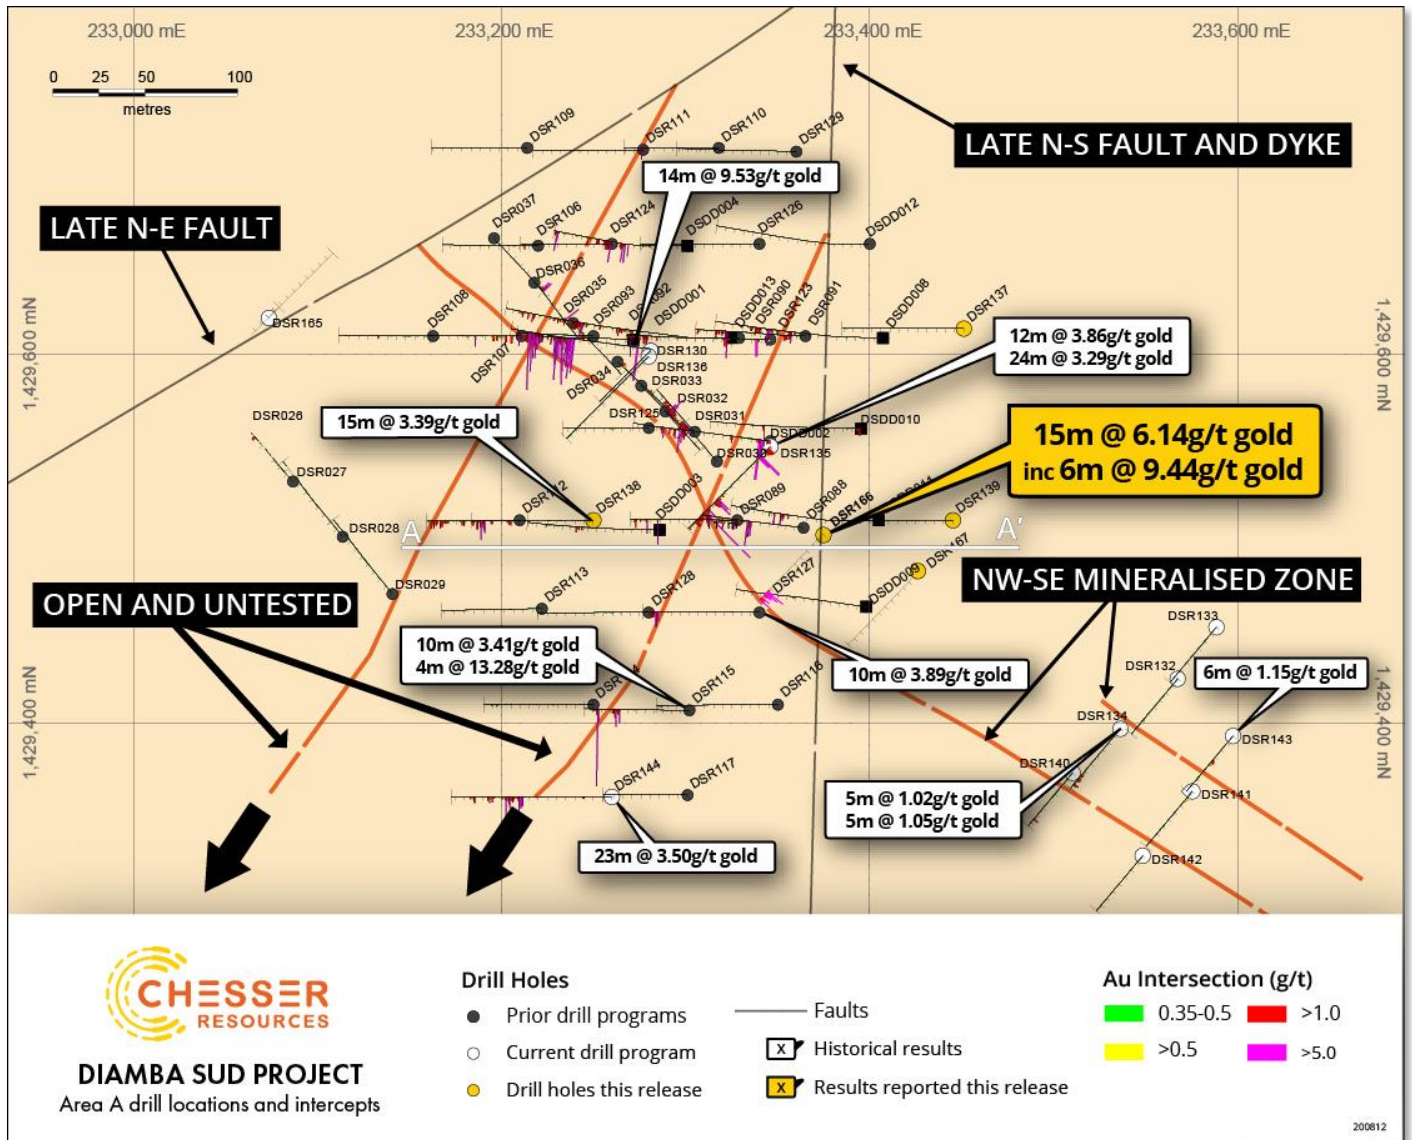 233,000 mE
233,200 mE
233,400 mE
233,600 mE
0 25 50 100
metres
LATE N-S FAULT AND DYKE
DSR109
DSR111
DSR110
DSR129
14m @ 9.53g/t gold
LATE N-E FAULT
DSR037
DSR106
DSR124
DSDD004
DSR126
DSDD012
DSR036
DSR035
DSR093
DSDD001
DSDD013
DSR090
DSR123
DSR091
DSDD008
DSR137
DSR165
DSR108
DSR107
DSR130
DSR136
DSR034
DSR033
DSR032
12m @ 3.86g/t gold
24m @ 3.29g/t gold
1,429,600 mN
1,429,600 mN
DSR026
15m @ 3.39g/t gold
DSR125
DSR031
DSDD002
DSDD010
DSR030
DSR135
15m @ 6.14g/t gold
inc 6m @ 9.44g/t gold
DSR027
DSR028
DSR138
DSDD003
DSR089
DSR088
DSR139
A
A'
DSR167
DSR029
DSR113
DSR128
DSR127
DSDD009
NW-SE MINERALISED ZONE
OPEN AND UNTESTED
10m @ 3.41g/t gold
4m @ 13.28g/t gold
10m @ 3.89g/t gold
DSR133
DSR132
6m @ 1.15g/t gold
DSR115
DSR116
DSR134
DSR143
1,429,400 mN
1,429,400 mN
DSR144
DSR117
DSR140
DSR141
5m @ 1.02g/t gold
5m @ 1.05g/t gold
23m @ 3.50g/t gold
DSR142
CHESSER
RESOURCES
DIAMBA SUD PROJECT
Area A drill locations and intercepts
Drill Holes
Prior drill programs
Current drill program
Drill holes this release
Faults
X Historical results
X Results reported this release
Au Intersection (g/t)
0.35-0.5 >1.0
>0.5 >5.0
200812